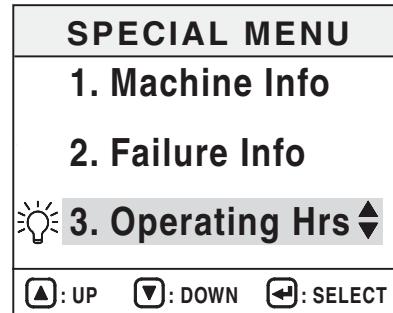 SPECIAL MENU
1. Machine Info
2. Failure Info
3. Operating Hrs
: UP : DOWN : SELECT